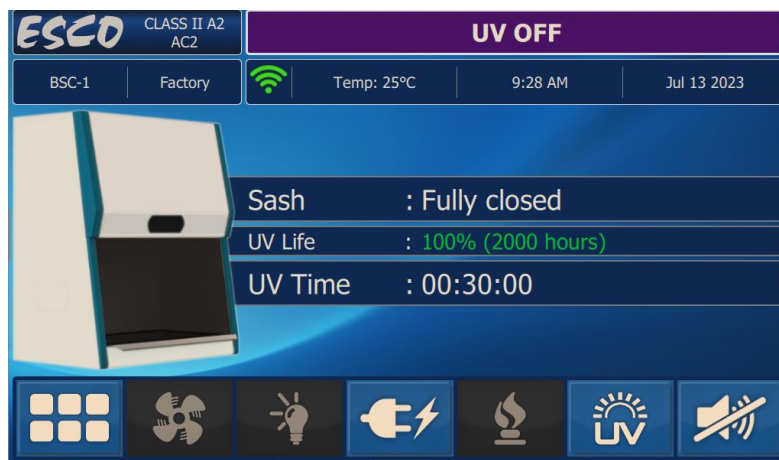 ESCO
CLASS II A2
AC2
UV OFF
BSC-1
Factory
Temp: 25°C
9:28 AM
Jul 13 2023
Sash : Fully closed
UV Life : 100% (2000 hours)
UV Time : 00:30:00
UV